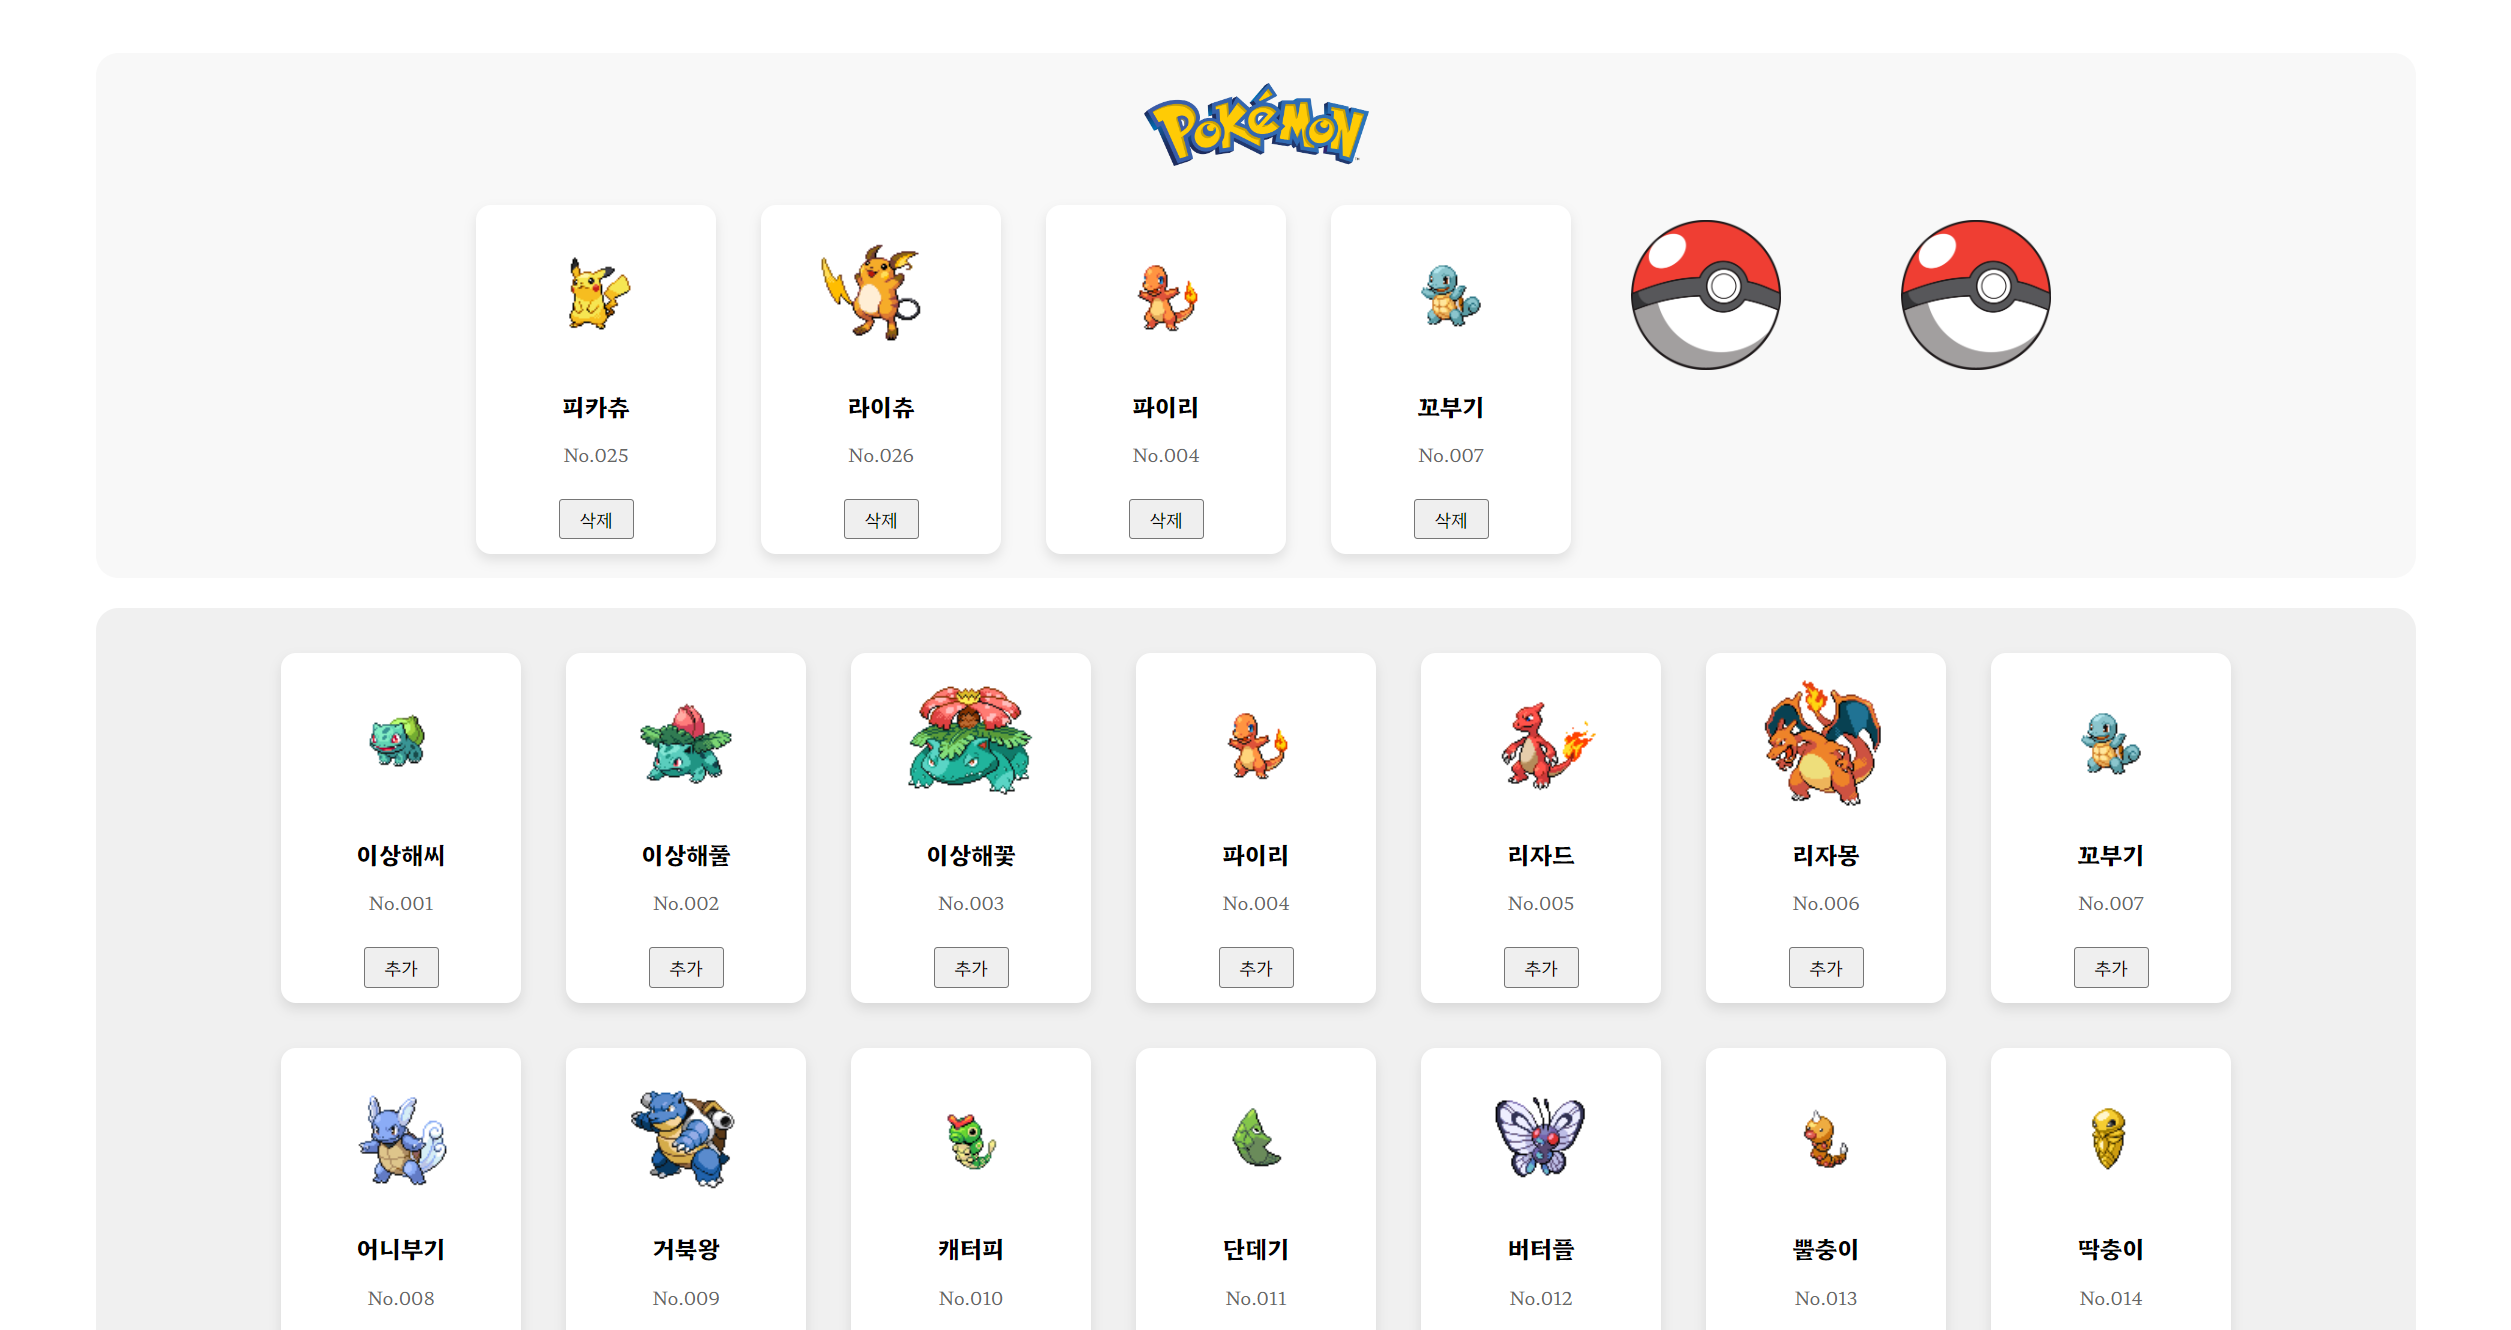 Pokémon
피카츄 라이츄 파이리 꼬부기
No.025 No.026 No.004 No.007
삭제 삭제 삭제 삭제
이상해씨 이상해풀 이상해꽃 파이리 리자드 리자몽 꼬부기
No.001 No.002 No.003 No.004 No.005 No.006 No.007
추가 추가 추가 추가 추가 추가 추가
어니부기 거북왕 캐터피 단데기 버터플 뿔충이 딱충이
No.008 No.009 No.010 No.011 No.012 No.013 No.014